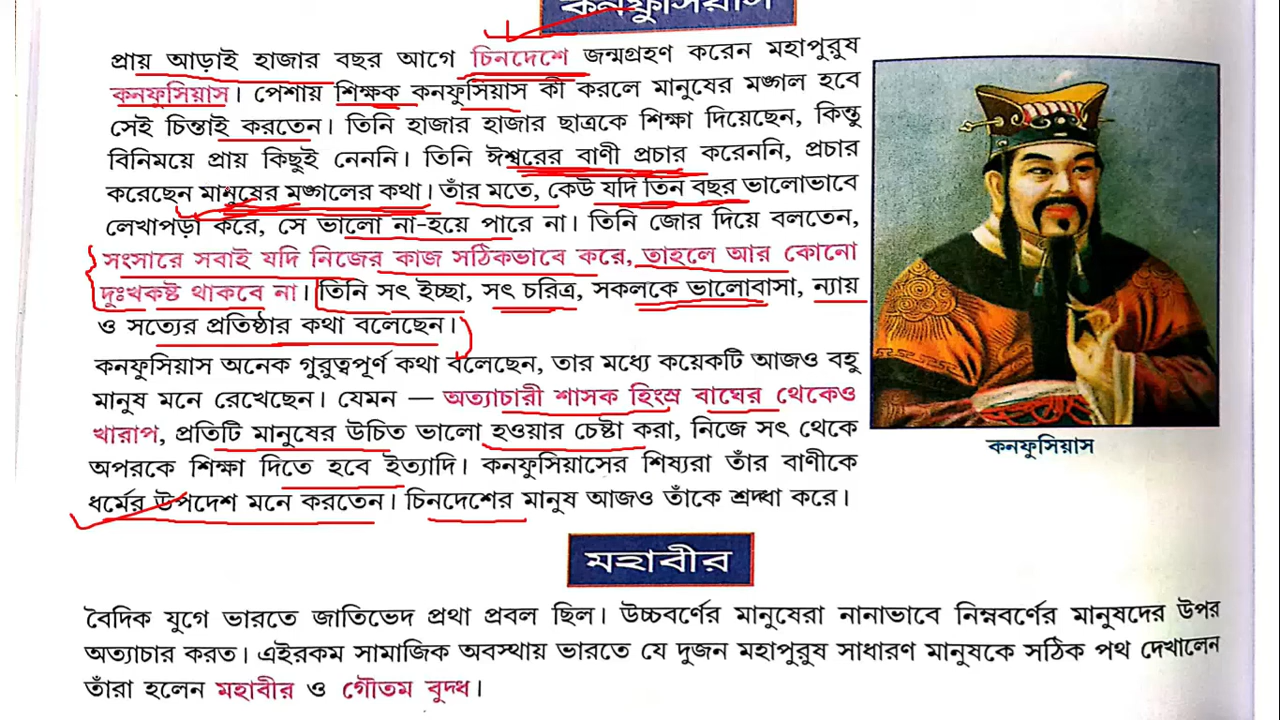 কনফুসিয়াস
প্রায় আড়াই হাজার বছর আগে চিনদেশে জন্মগ্রহণ করেন মহাপুরুষ
কনফুসিয়াস। পেশায় শিক্ষক কনফুসিয়াস কী করলে মানুষের মঙ্গল হবে
সেই চিন্তাই করতেন। তিনি হাজার হাজার ছাত্রকে শিক্ষা দিয়েছেন, কিন্তু
বিনিময়ে প্রায় কিছুই নেননি। তিনি ঈশ্বরের বাণী প্রচার করেননি, প্রচার
করেছেন মানুষের মঙ্গলের কথা। তাঁর মতে, কেউ যদি তিন বছর ভালোভাবে
লেখাপড়া করে, সে ভালো না-হয়ে পারে না। তিনি জোর দিয়ে বলতেন,
সংসারে সবাই যদি নিজের কাজ সঠিকভাবে করে, তাহলে আর কোনো
দুঃখকষ্ট থাকবে না। তিনি সৎ ইচ্ছা, সৎ চরিত্র, সকলকে ভালোবাসা, ন্যায়
ও সত্যের প্রতিষ্ঠার কথা বলেছেন।
কনফুসিয়াস অনেক গুরুত্বপূর্ণ কথা বলেছেন, তার মধ্যে কয়েকটি আজও বহু
মানুষ মনে রেখেছেন। যেমন — অত্যাচারী শাসক হিংস্র বাঘের থেকেও
খারাপ, প্রতিটি মানুষের উচিত ভালো হওয়ার চেষ্টা করা, নিজে সৎ থেকে
অপরকে শিক্ষা দিতে হবে ইত্যাদি। কনফুসিয়াসের শিষ্যরা তাঁর বাণীকে
ধর্মের উপদেশ মনে করতেন। চিনদেশের মানুষ আজও তাঁকে শ্রদ্ধা করে।
কনফুসিয়াস
মহাবীর
বৈদিক যুগে ভারতে জাতিভেদ প্রথা প্রবল ছিল। উচ্চবর্ণের মানুষেরা নানাভাবে নিম্নবর্ণের মানুষদের উপর
অত্যাচার করত। এইরকম সামাজিক অবস্থায় ভারতে যে দুজন মহাপুরুষ সাধারণ মানুষকে সঠিক পথ দেখালেন
তাঁরা হলেন মহাবীর ও গৌতম বুদ্ধ।